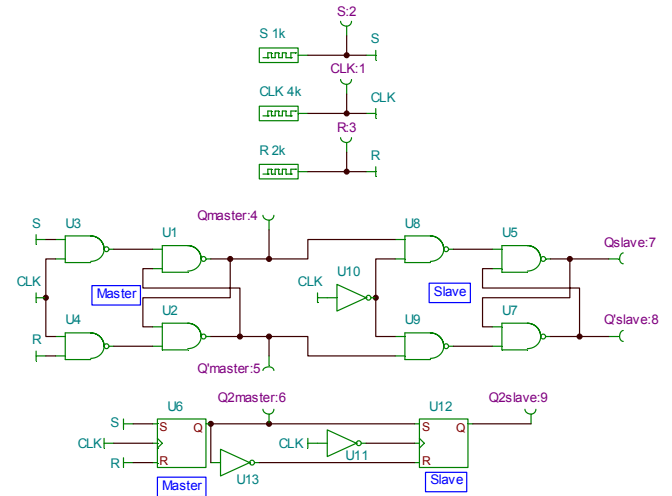 S:2
S 1k
S
CLK:1
CLK 4k
CLK
R:3
R 2k
R
Qmaster:4
S
U3
U1
U8
U5
Qslave:7
CLK
U10
CLK
Master
Slave
U4
U2
U9
U7
Q'slave:8
R
Q'master:5
U6
Q2master:6
U12
Q2slave:9
S
S
Q
S
Q
CLK
CLK
U11
R
R
R
U13
Master
Slave